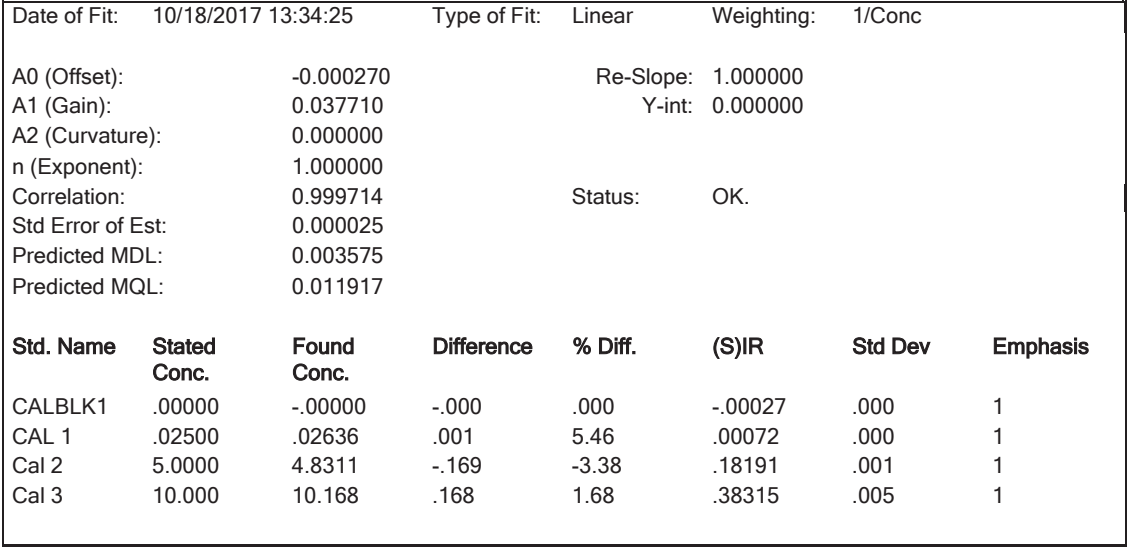 Date of Fit: 10/18/2017 13:34:25 Type of Fit: Linear Weighting: 1/Conc
A0 (Offset): -0.000270 Re-Slope: 1.000000
A1 (Gain): 0.037710 Y-int: 0.000000
A2 (Curvature): 0.000000
n (Exponent): 1.000000
Correlation: 0.999714 Status: OK.
Std Error of Est: 0.000025
Predicted MDL: 0.003575
Predicted MQL: 0.011917
Std. Name Stated Found Difference % Diff. (S)IR Std Dev Emphasis
Conc. Conc.
CALBLK1 .00000 -.00000 -.000 .000 -.00027 .000 1
CAL 1 .02500 .02636 .001 5.46 .00072 .000 1
Cal 2 5.0000 4.8311 -.169 -3.38 .18191 .001 1
Cal 3 10.000 10.168 .168 1.68 .38315 .005 1